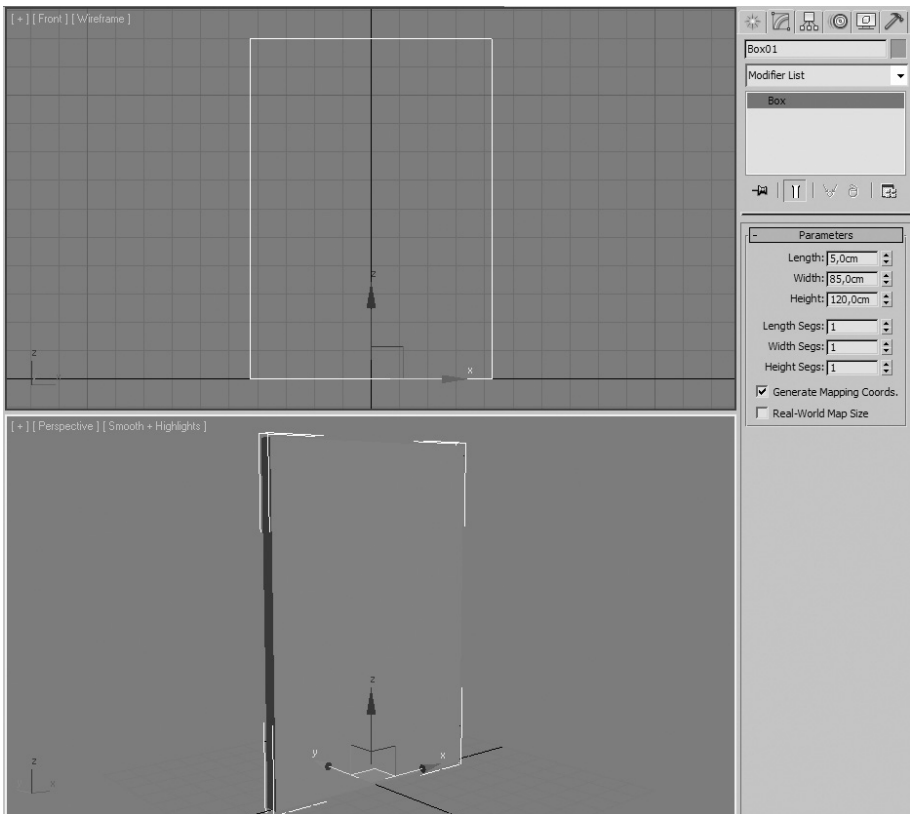 [ + ] [ Front ] [ Wireframe ]
z
x
z
[ + ] [ Perspective ] [ Smooth + Highlights ]
z
y
x
z
x
Box01
Modifier List
Box
- Parameters
Length: 5,0cm
Width: 85,0cm
Height: 120,0cm
Length Segs: 1
Width Segs: 1
Height Segs: 1
Generate Mapping Coords.
Real-World Map Size